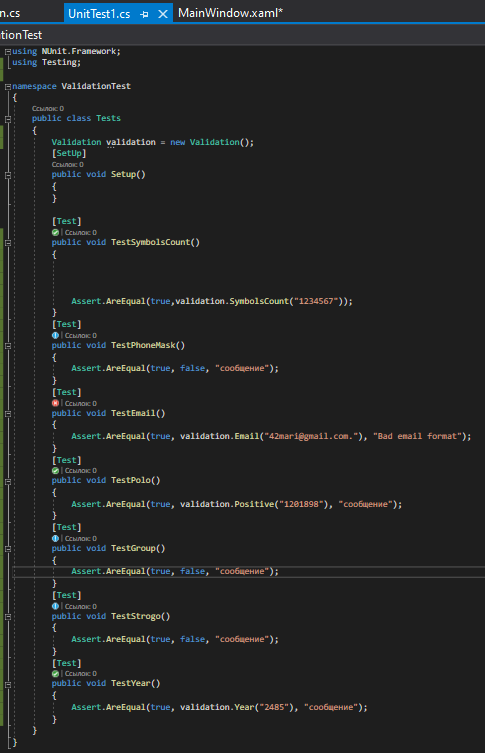 n.cs UnitTest1.cs MainWindow.xaml*
ationTest
using NUnit.Framework;
using Testing;
namespace ValidationTest
{
Ссылок: 0
public class Tests
{
Validation validation = new Validation();
[SetUp]
Ссылок: 0
public void Setup()
{
}
[Test]
Ссылок: 0
public void TestSymbolsCount()
{
Assert.AreEqual(true,validation.SymbolsCount("1234567"));
}
[Test]
Ссылок: 0
public void TestPhoneMask()
{
Assert.AreEqual(true, false, "сообщение");
}
[Test]
Ссылок: 0
public void TestEmail()
{
Assert.AreEqual(true, validation.Email("42mari@gmail.com."), "Bad email format");
}
[Test]
Ссылок: 0
public void TestPolo()
{
Assert.AreEqual(true, validation.Positive("1201898"), "сообщение");
}
[Test]
Ссылок: 0
public void TestGroup()
{
Assert.AreEqual(true, false, "сообщение");
}
[Test]
Ссылок: 0
public void TestStrogo()
{
Assert.AreEqual(true, false, "сообщение");
}
[Test]
Ссылок: 0
public void TestYear()
{
Assert.AreEqual(true, validation.Year("2485"), "сообщение");
}
}
}